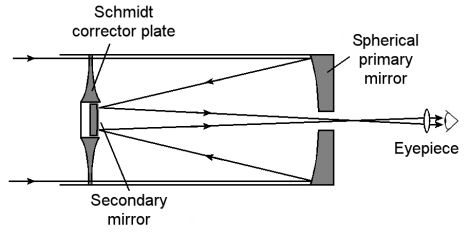 Schmidt
corrector plate
Spherical
primary
mirror
Eyepiece
Secondary
mirror